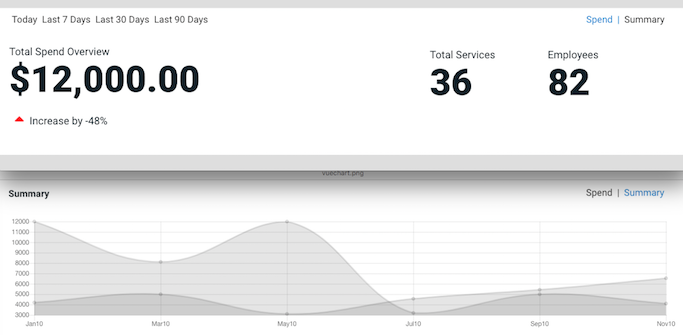 Today Last 7 Days Last 30 Days Last 90 Days
Spend | Summary
Total Spend Overview
$12,000.00
Increase by -48%
Total Services
36
Employees
82
vuechart.png
Summary
Spend | Summary
12000
11000
10000
9000
8000
7000
6000
5000
4000
3000
Jan10 Mar10 May10 Jul10 Sep10 Nov10